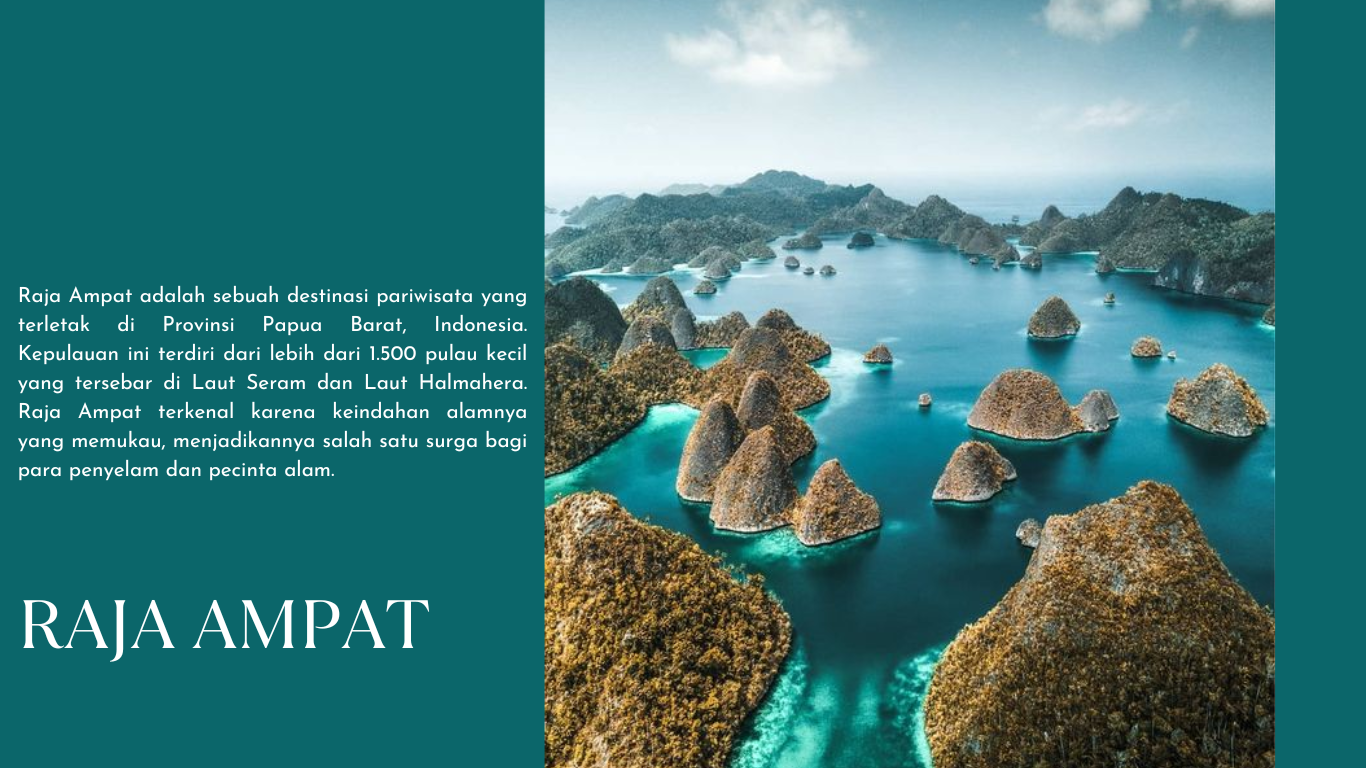 Raja Ampat adalah sebuah destinasi pariwisata yang
terletak di Provinsi Papua Barat, Indonesia.
Kepulauan ini terdiri dari lebih dari 1.500 pulau kecil
yang tersebar di Laut Seram dan Laut Halmahera.
Raja Ampat terkenal karena keindahan alamnya
yang memukau, menjadikannya salah satu surga bagi
para penyelam dan pecinta alam.
RAJA AMPAT